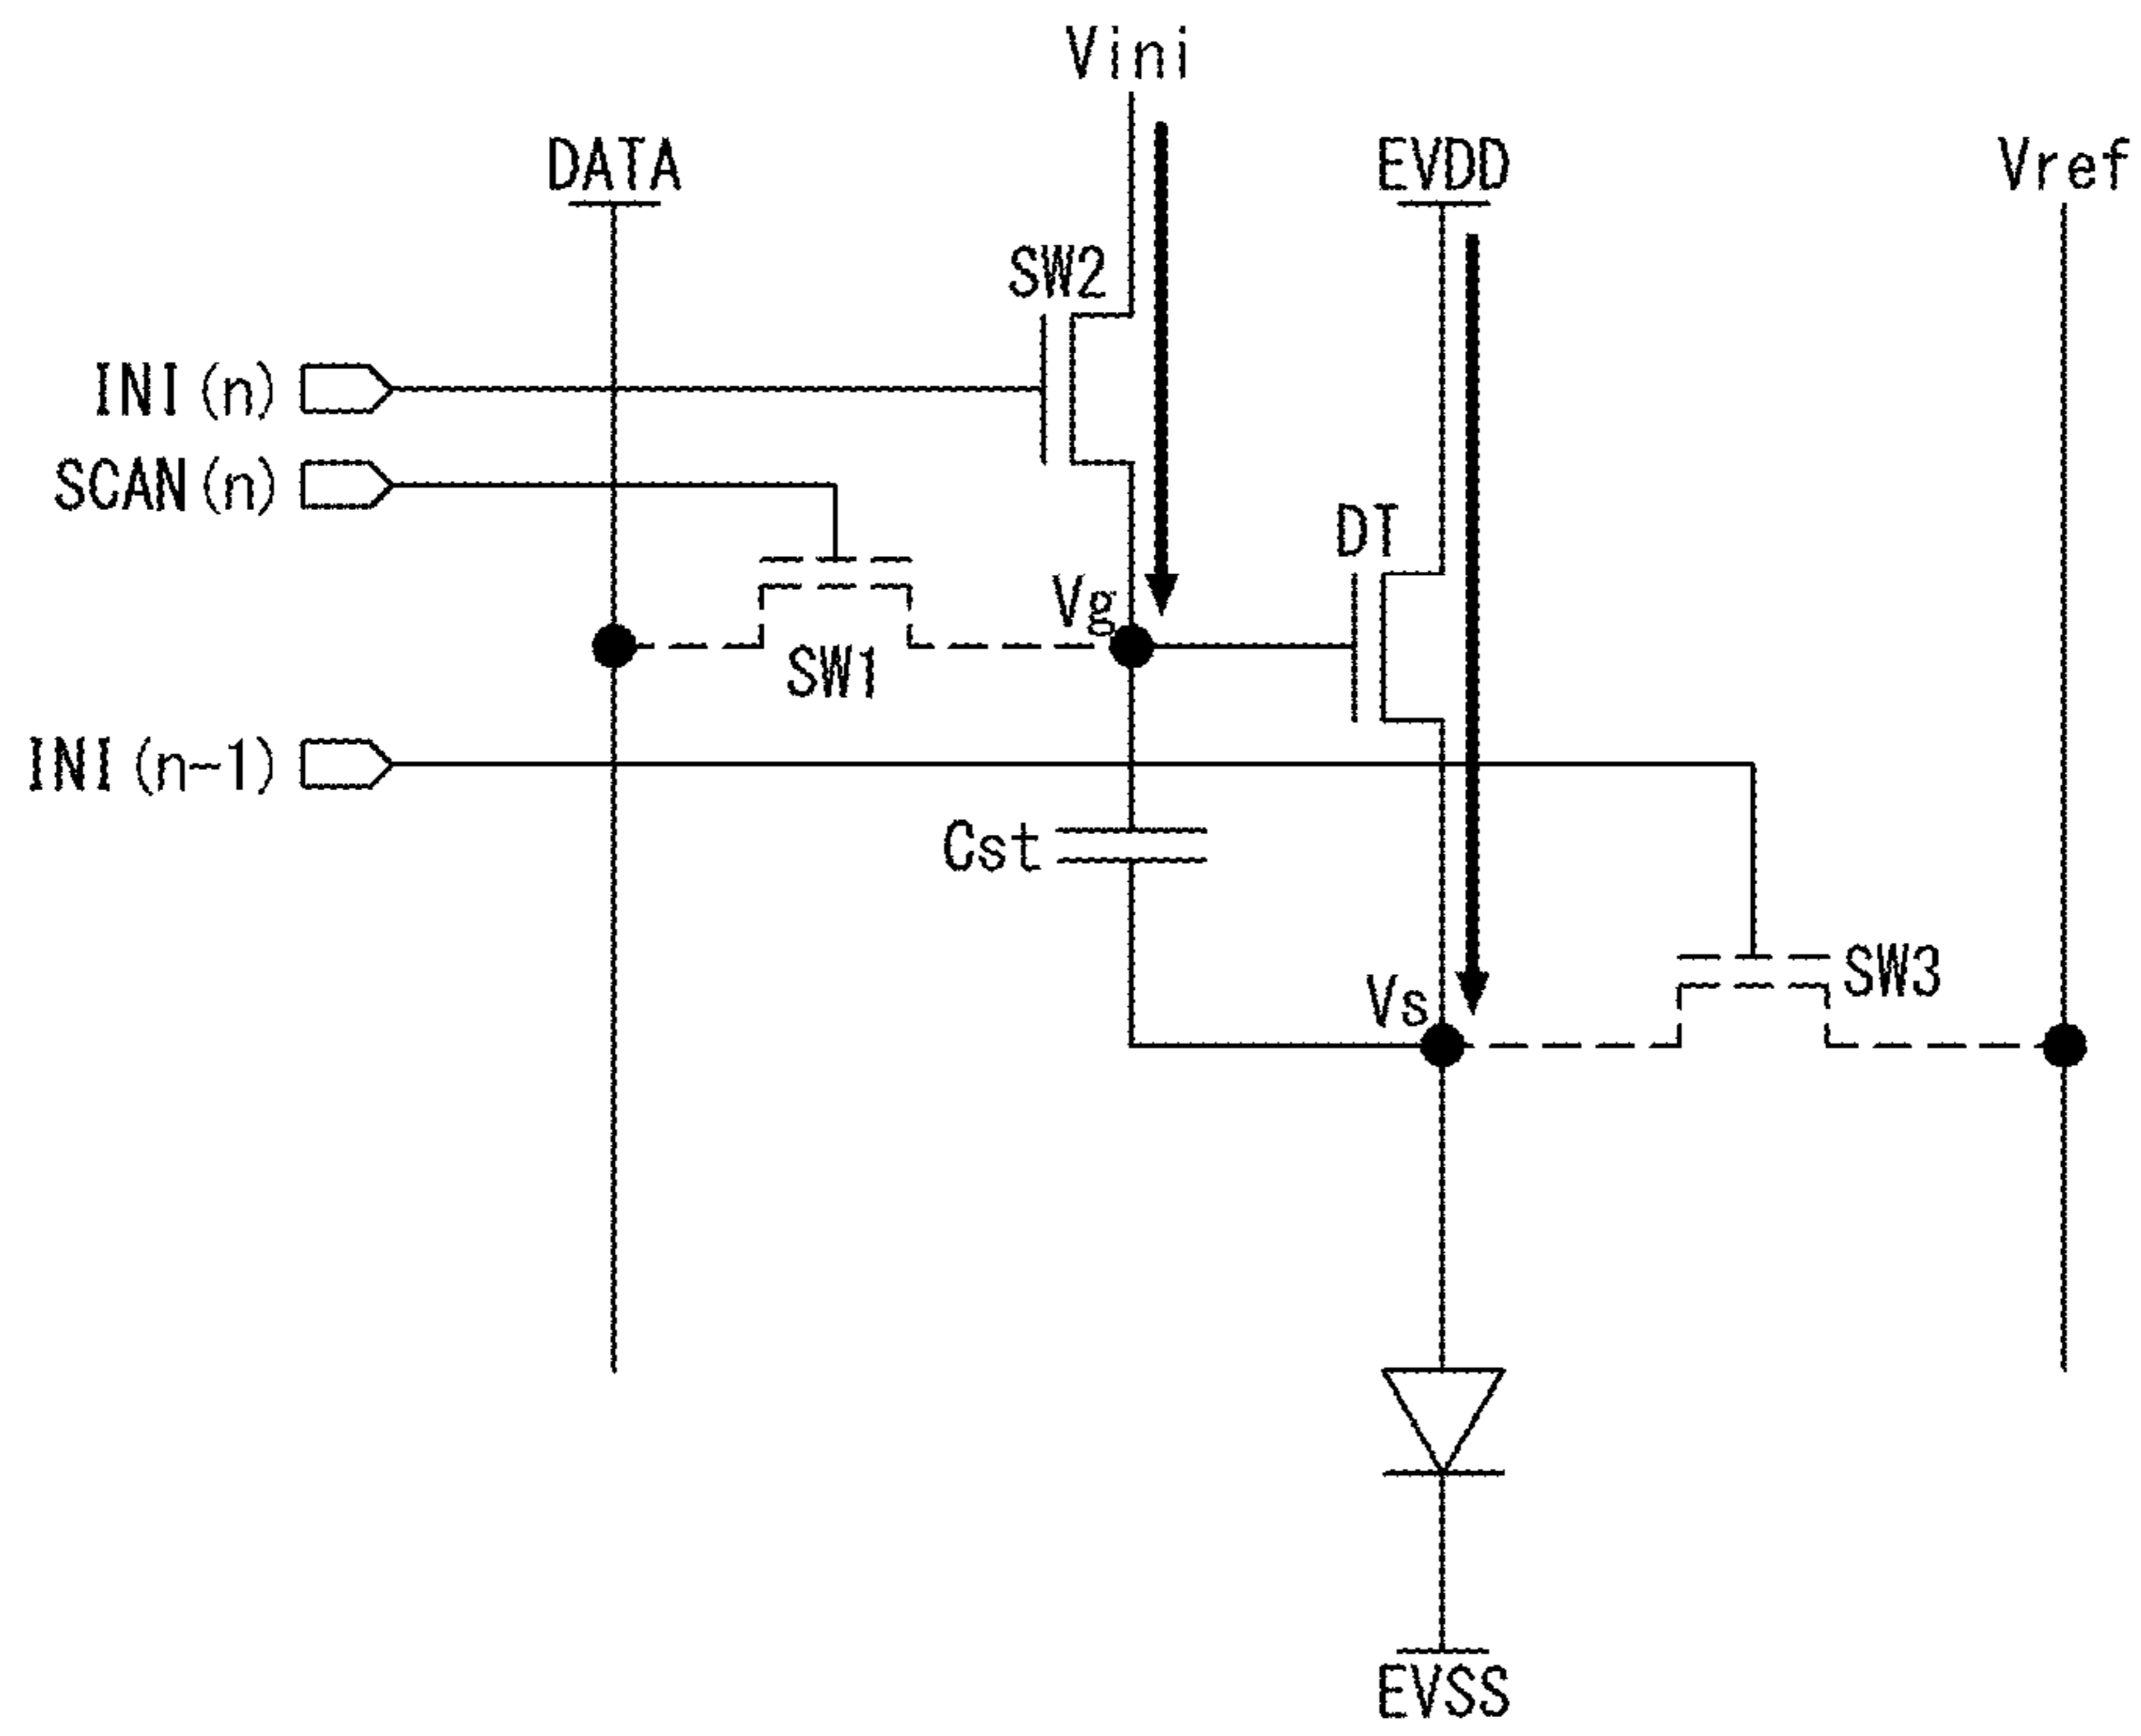 Vini
DATA
EVDD
Vref
SW2
INI(n)
SCAN(n)
DT
Vg
SW1
INI(n-1)
Cst
SW3
Vs
EVSS